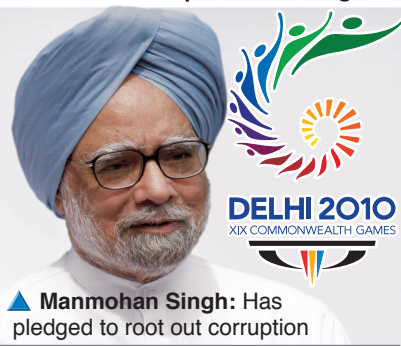 DELHI 2010
XIX COMMONWEALTH GAMES
▲ Manmohan Singh: Has
pledged to root out corruption